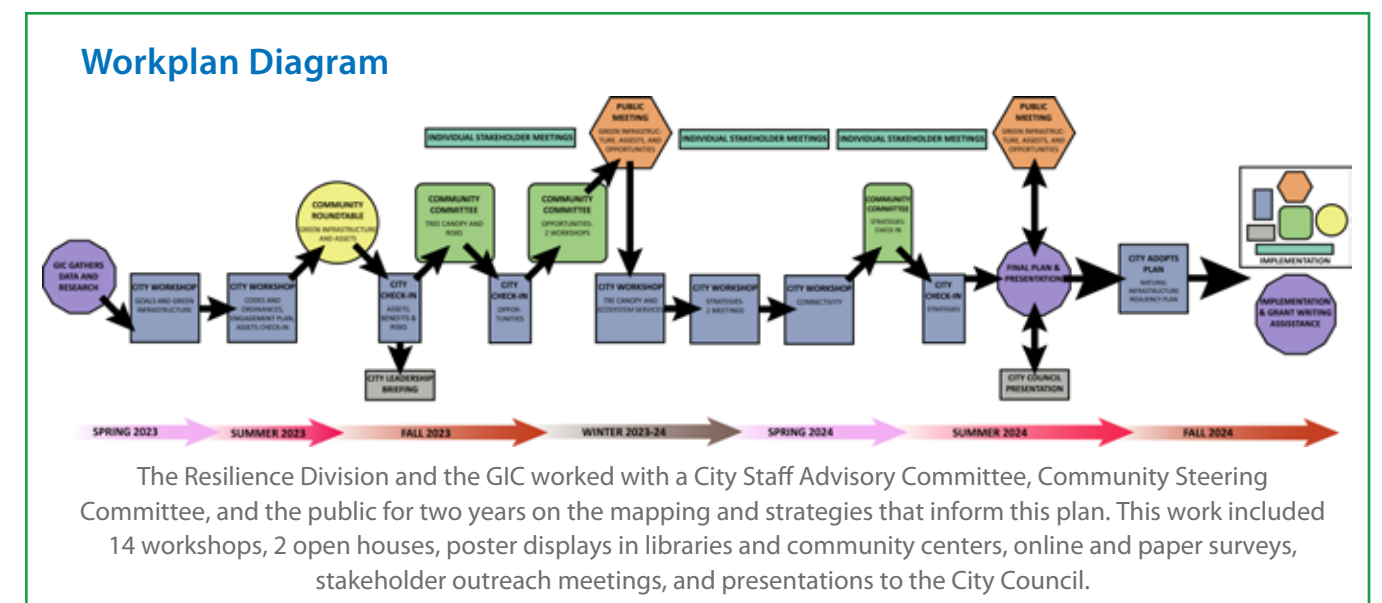 Workplan Diagram
PUBLIC
MEETING
GREEN INFRASTRUC-
TURE, ASSETS, AND
OPPORTUNITIES
PUBLIC
MEETING
GREEN INFRASTRUC-
TURE, ASSISTS, AND
OPPORTUNITIES
INDIVIDUAL STAKEHOLDER MEETINGS
INDIVIDUAL STAKEHOLDER MEETINGS
INDIVIDUAL STAKEHOLDER MEETINGS
COMMUNITY
ROUNDTABLE
GREEN INFRASTRUCTURE
AND ASSETS
COMMUNITY
COMMITTEE
TREE CANOPY AND
RISKS
COMMUNITY
COMMITTEE
OPPORTUNITIES-
2 WORKSHOPS
COMMUNITY
COMMITTEE
STRATEGIES-
CHECK IN
IMPLEMENTATION
GIC GATHERS
DATA AND
RESEARCH
CITY WORKSHOP
GOALS AND GREEN
INFRASTRUCTURE
CITY WORKSHOP
CODES AND
ORDINANCES,
ENGAGEMENT PLAN,
ASSETS CHECK-IN
CITY
CHECK-IN
ASSETS,
BENEFITS &
RISKS
CITY
CHECK-IN
OPPOR-
TUNITIES
CITY WORKSHOP
TRE CANOPY AND
ECOSYSTEM SERVICES
CITY WORKSHOP
STRATEGIES-
2 MEETINGS
CITY WORKSHOP
CONNECTIVITY
CITY
CHECK-IN
STRATEGIES
FINAL PLAN &
PRESENTATION
CITY ADOPTS
PLAN
NATURAL
INFRASTRUCTURE
RESILIENCY PLAN
IMPLEMENTATION
& GRANT WRITING
ASSISSTANCE
CITY LEADERSHIP
BRIEFING
CITY COUNCIL
PRESENTATION
SPRING 2023
SUMMER 2023
FALL 2023
WINTER 2023-24
SPRING 2024
SUMMER 2024
FALL 2024
The Resilience Division and the GIC worked with a City Staff Advisory Committee, Community Steering
Committee, and the public for two years on the mapping and strategies that inform this plan. This work included
14 workshops, 2 open houses, poster displays in libraries and community centers, online and paper surveys,
stakeholder outreach meetings, and presentations to the City Council.